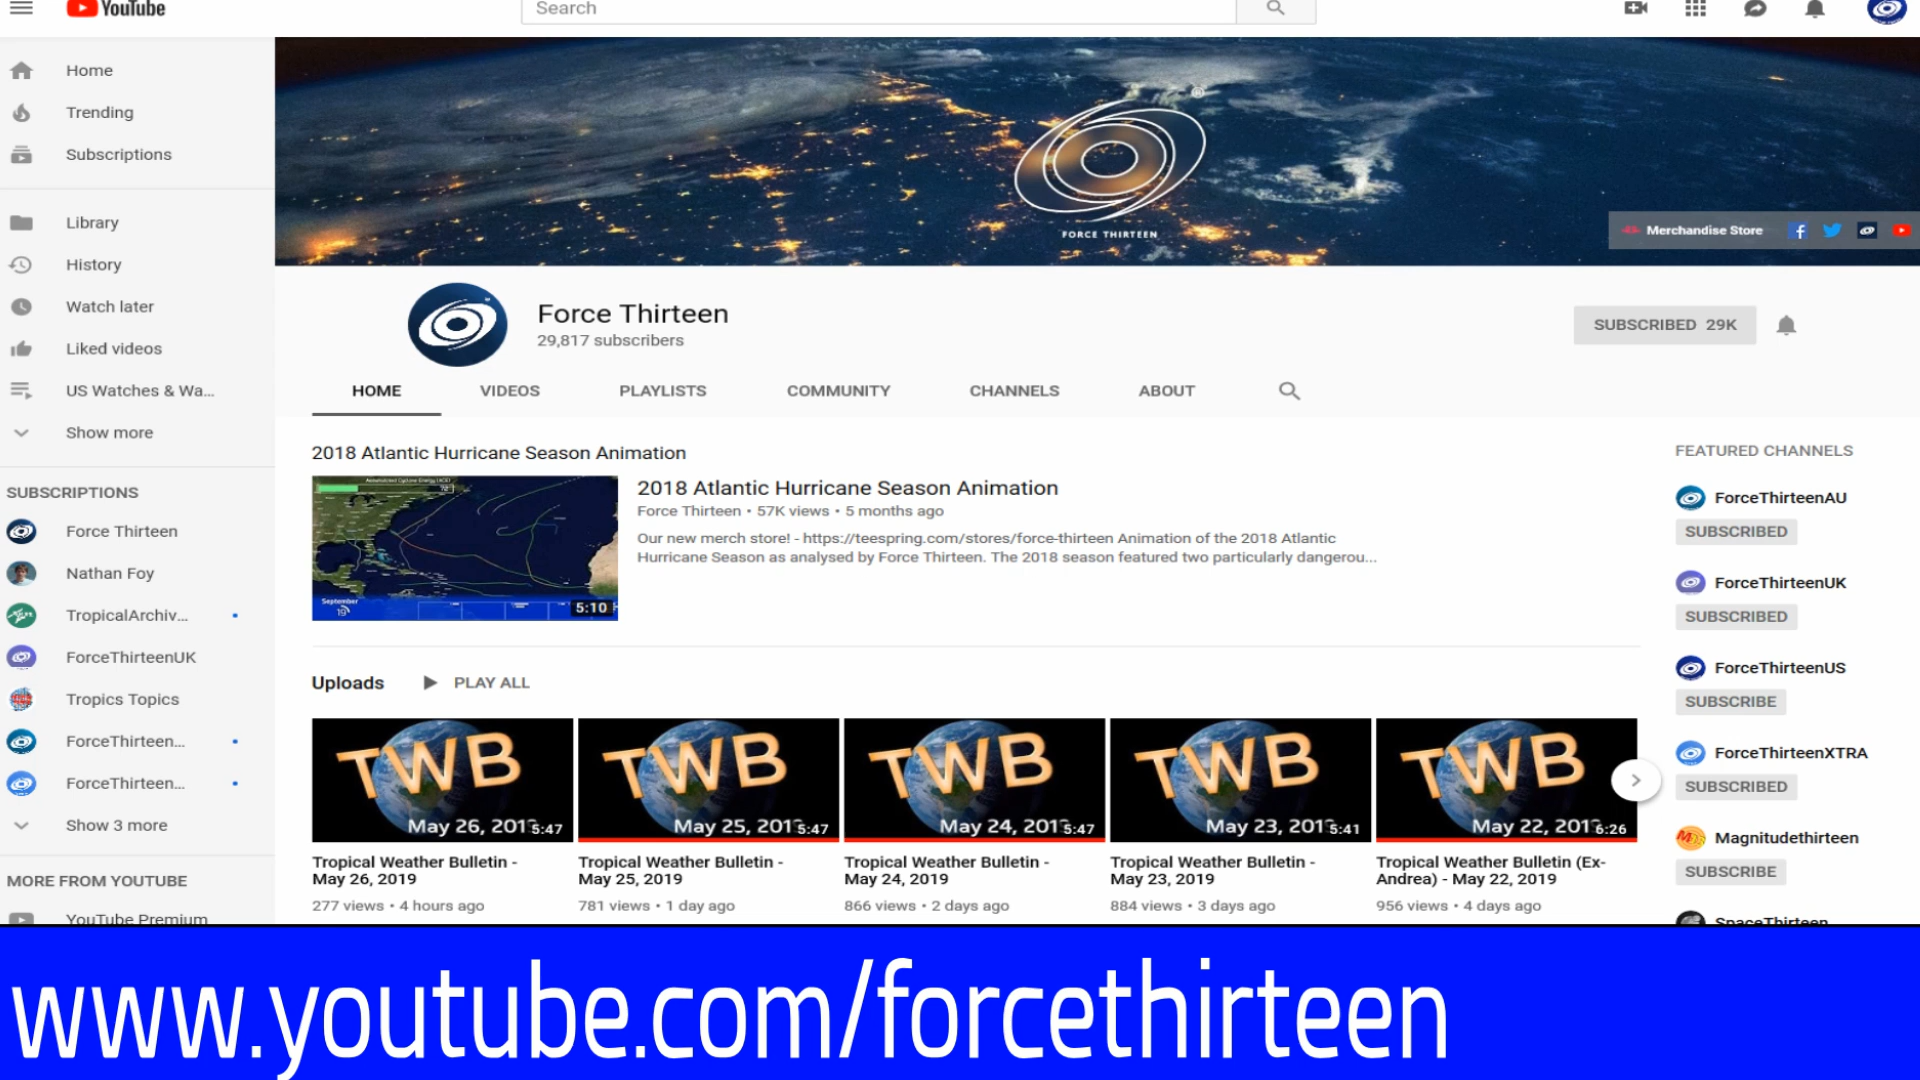 YouTube
Search
Home
Trending
Subscriptions
Library
History
Watch later
Liked videos
US Watches & Wa...
Show more
SUBSCRIPTIONS
Force Thirteen
Nathan Foy
TropicalArchiv...
ForceThirteenUK
Tropics Topics
ForceThirteen...
ForceThirteen...
Show 3 more
MORE FROM YOUTUBE
YouTube Premium
FORCE THIRTEEN
Merchandise Store
Force Thirteen
29,817 subscribers
SUBSCRIBED 29K
HOME VIDEOS PLAYLISTS COMMUNITY CHANNELS ABOUT
2018 Atlantic Hurricane Season Animation
September
19
5:10
2018 Atlantic Hurricane Season Animation
Force Thirteen • 57K views • 5 months ago
Our new merch store! - https://teespring.com/stores/force-thirteen Animation of the 2018 Atlantic
Hurricane Season as analysed by Force Thirteen. The 2018 season featured two particularly dangerou...
Uploads PLAY ALL
TWB
May 26, 2019
5:47
Tropical Weather Bulletin -
May 26, 2019
277 views • 4 hours ago
TWB
May 25, 2019
5:47
Tropical Weather Bulletin -
May 25, 2019
781 views • 1 day ago
TWB
May 24, 2019
5:47
Tropical Weather Bulletin -
May 24, 2019
866 views • 2 days ago
TWB
May 23, 2019
5:41
Tropical Weather Bulletin -
May 23, 2019
884 views • 3 days ago
TWB
May 22, 2019
6:26
Tropical Weather Bulletin (Ex-
Andrea) - May 22, 2019
956 views • 4 days ago
FEATURED CHANNELS
ForceThirteenAU
SUBSCRIBED
ForceThirteenUK
SUBSCRIBED
ForceThirteenUS
SUBSCRIBE
ForceThirteenXTRA
SUBSCRIBED
Magnitudethirteen
SUBSCRIBE
SpaceThirteen
www.youtube.com/forcethirteen